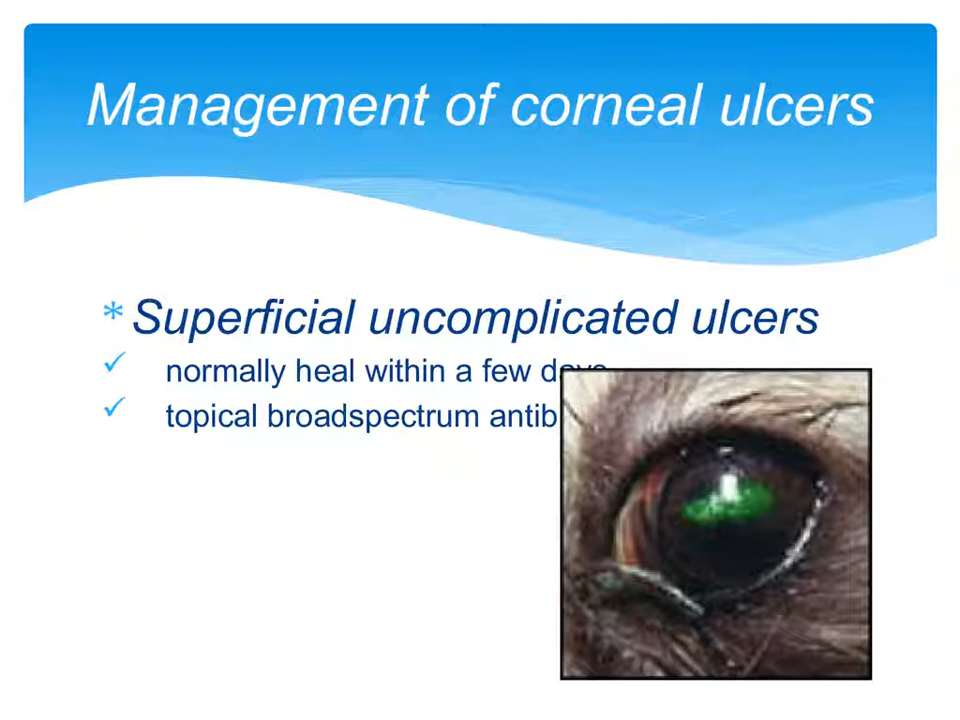 Management of corneal ulcers
* Superficial uncomplicated ulcers
✓ normally heal within a few days
✓ topical broadspectrum antib